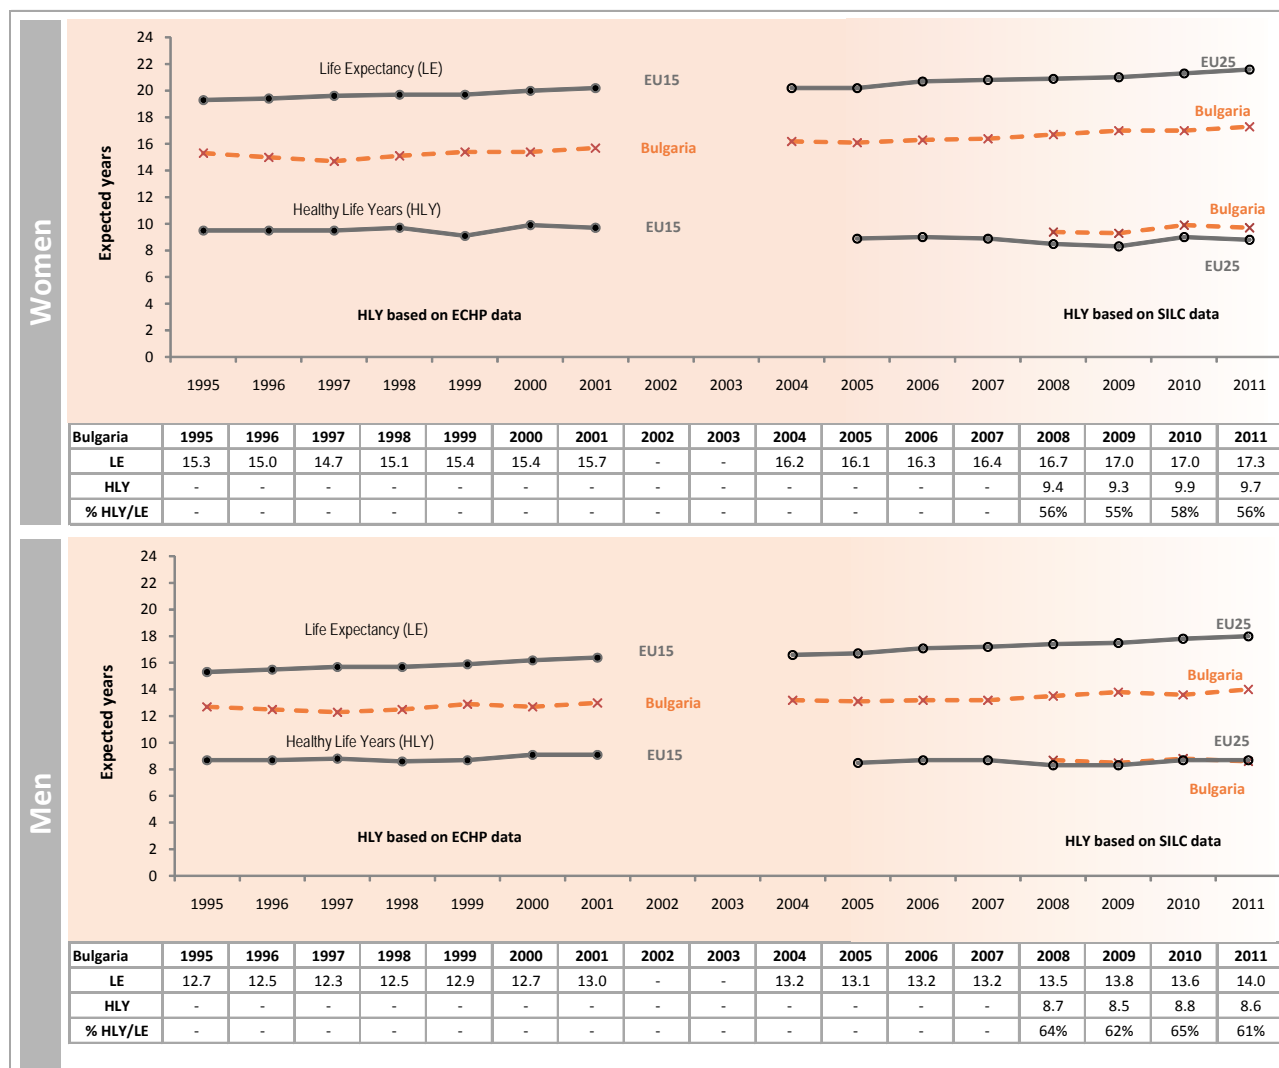 Women
Expected years
24
22
20
18
16
14
12
10
8
6
4
2
0
Life Expectancy (LE)
EU15
EU25
Bulgaria
Bulgaria
Healthy Life Years (HLY)
EU15
Bulgaria
EU25
HLY based on ECHP data
HLY based on SILC data
1995 1996 1997 1998 1999 2000 2001 2002 2003 2004 2005 2006 2007 2008 2009 2010 2011
Bulgaria 1995 1996 1997 1998 1999 2000 2001 2002 2003 2004 2005 2006 2007 2008 2009 2010 2011
LE 15.3 15.0 14.7 15.1 15.4 15.4 15.7 - - 16.2 16.1 16.3 16.4 16.7 17.0 17.0 17.3
HLY - - - - - - - - - - - - - 9.4 9.3 9.9 9.7
% HLY/LE - - - - - - - - - - - - - 56% 55% 58% 56%
Men
Expected years
24
22
20
18
16
14
12
10
8
6
4
2
0
Life Expectancy (LE)
EU15
EU25
Bulgaria
Bulgaria
Healthy Life Years (HLY)
EU15
EU25
Bulgaria
HLY based on ECHP data
HLY based on SILC data
1995 1996 1997 1998 1999 2000 2001 2002 2003 2004 2005 2006 2007 2008 2009 2010 2011
Bulgaria 1995 1996 1997 1998 1999 2000 2001 2002 2003 2004 2005 2006 2007 2008 2009 2010 2011
LE 12.7 12.5 12.3 12.5 12.9 12.7 13.0 - - 13.2 13.1 13.2 13.2 13.5 13.8 13.6 14.0
HLY - - - - - - - - - - - - - 8.7 8.5 8.8 8.6
% HLY/LE - - - - - - - - - - - - - 64% 62% 65% 61%